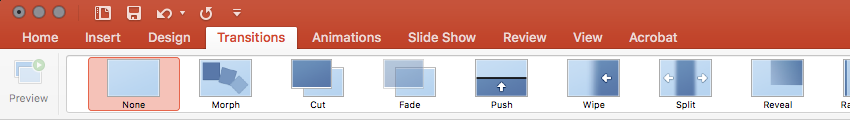 Home Insert Design Transitions Animations Slide Show Review View Acrobat
Preview
None Morph Cut Fade Push Wipe Split Reveal